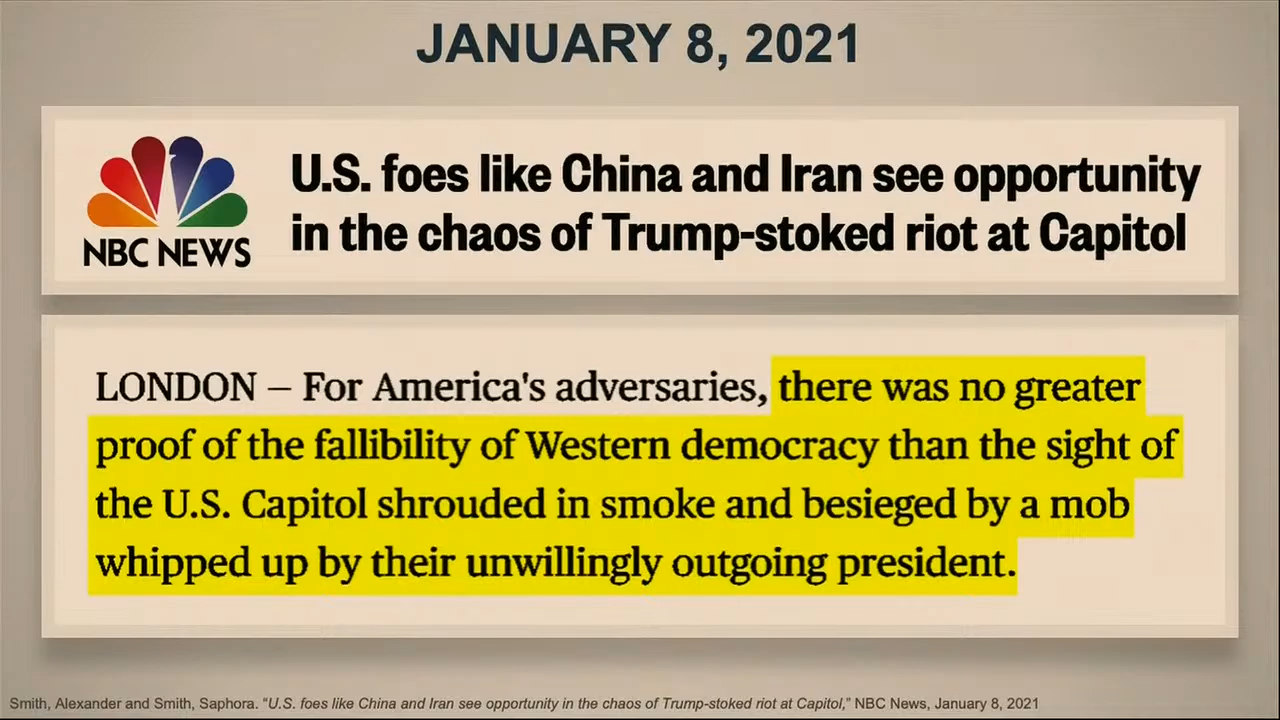 JANUARY 8, 2021
NBC NEWS
U.S. foes like China and Iran see opportunity
in the chaos of Trump-stoked riot at Capitol
LONDON — For America's adversaries, there was no greater
proof of the fallibility of Western democracy than the sight of
the U.S. Capitol shrouded in smoke and besieged by a mob
whipped up by their unwillingly outgoing president.
Smith, Alexander and Smith, Saphora. “U.S. foes like China and Iran see opportunity in the chaos of Trump-stoked riot at Capitol,” NBC News, January 8, 2021